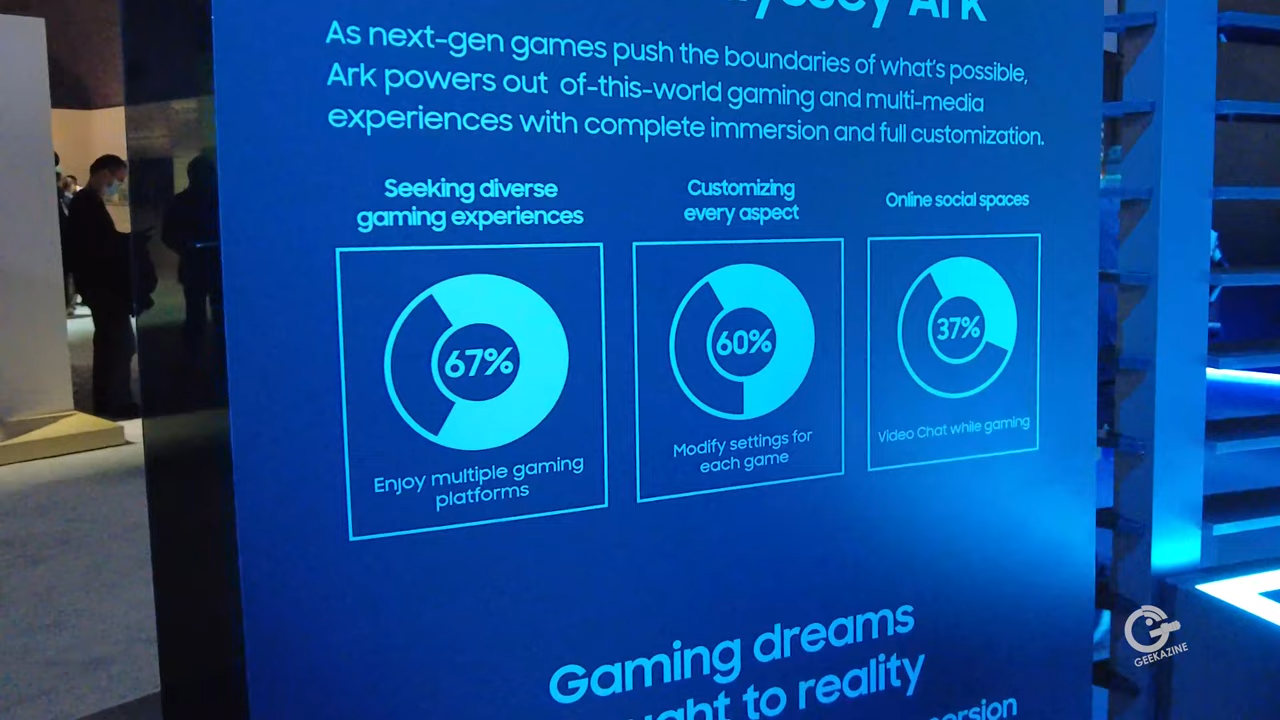 Ark
As next-gen games push the boundaries of what's possible,
Ark powers out of-this-world gaming and multi-media
experiences with complete immersion and full customization.
Seeking diverse
gaming experiences
67%
Enjoy multiple gaming
platforms
Customizing
every aspect
60%
Modify settings for
each game
Online social spaces
37%
Video Chat while gaming
Gaming dreams
to reality
GEEKAZINE